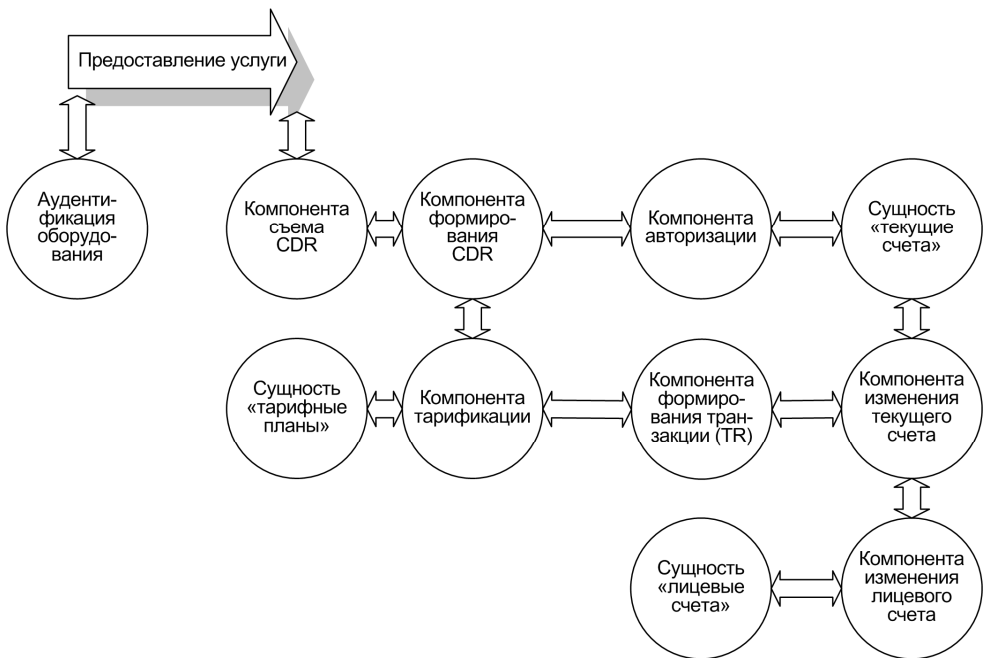 Предоставление услуги
Ауденти-
фикация
оборудо-
вания
Компонента
съема
CDR
Компонента
формиро-
вания
CDR
Компонента
авторизации
Сущность
«текущие
счета»
Сущность
«тарифные
планы»
Компонента
тарификации
Компонента
формиро-
вания тран-
закции (TR)
Компонента
изменения
текущего
счета
Сущность
«лицевые
счета»
Компонента
изменения
лицевого
счета